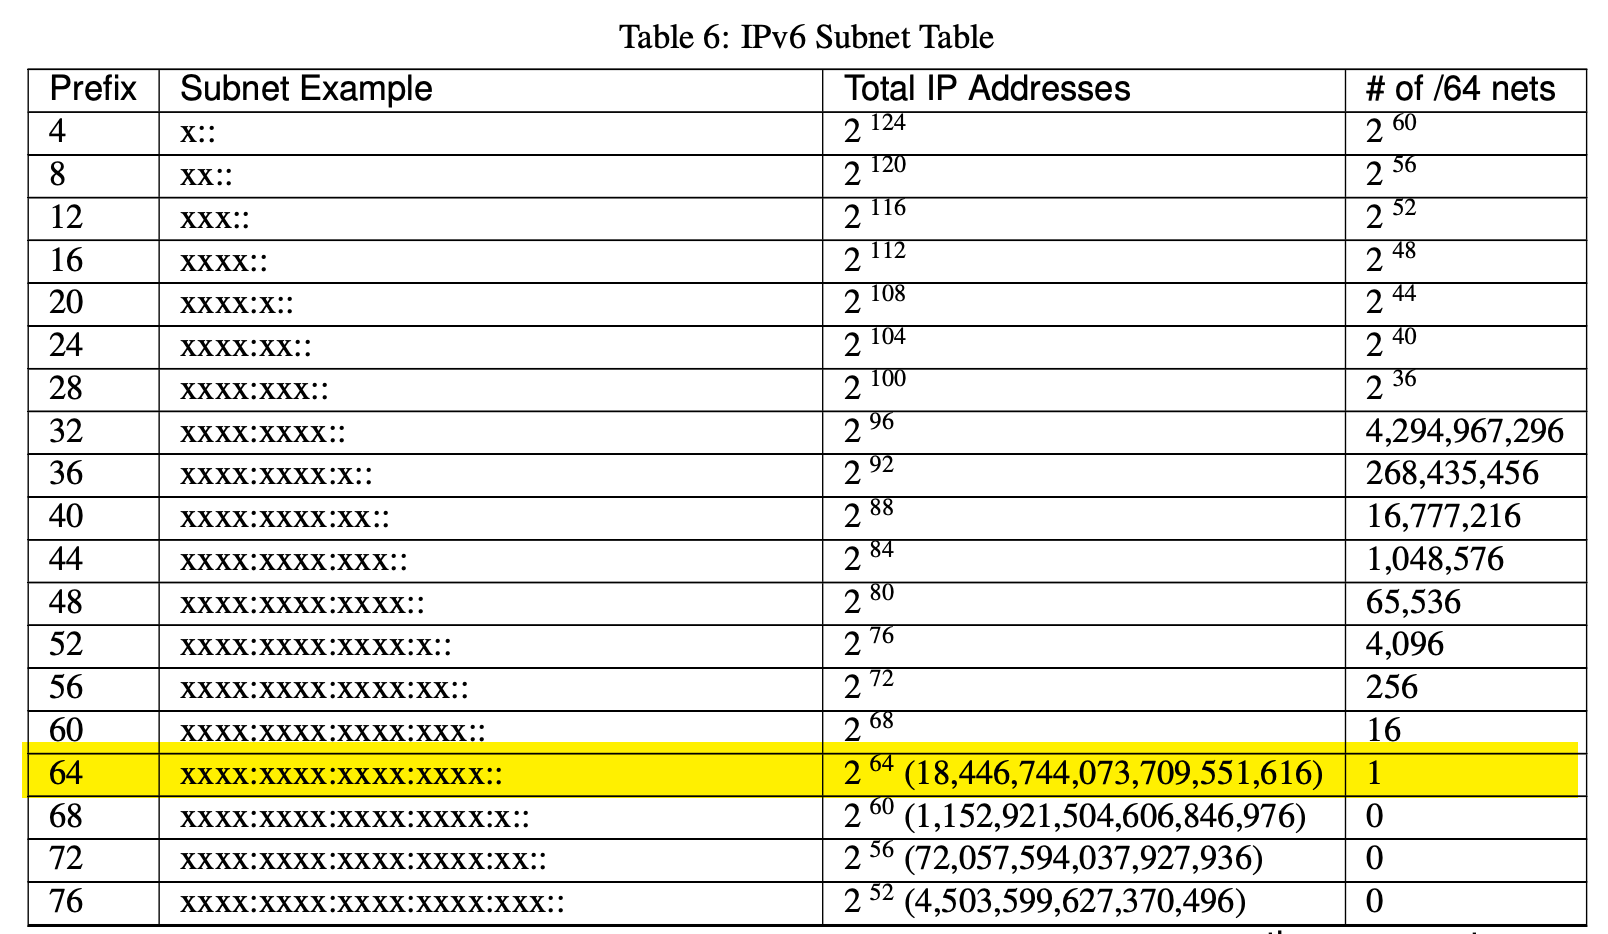 Table 6: IPv6 Subnet Table
Prefix Subnet Example Total IP Addresses # of /64 nets
4 x:: 2 124 2 60
8 xx:: 2 120 2 56
12 xxx:: 2 116 2 52
16 xxxx:: 2 112 2 48
20 xxxx:x:: 2 108 2 44
24 xxxx:xx:: 2 104 2 40
28 xxxx:xxx:: 2 100 2 36
32 xxxx:xxxx:: 2 96 4,294,967,296
36 xxxx:xxxx:x:: 2 92 268,435,456
40 xxxx:xxxx:xx:: 2 88 16,777,216
44 xxxx:xxxx:xxx:: 2 84 1,048,576
48 xxxx:xxxx:xxxx:: 2 80 65,536
52 xxxx:xxxx:xxxx:x:: 2 76 4,096
56 xxxx:xxxx:xxxx:xx:: 2 72 256
60 xxxx:xxxx:xxxx:xxx:: 2 68 16
64 xxxx:xxxx:xxxx:xxxx:: 2 64 (18,446,744,073,709,551,616) 1
68 xxxx:xxxx:xxxx:xxxx:x:: 2 60 (1,152,921,504,606,846,976) 0
72 xxxx:xxxx:xxxx:xxxx:xx:: 2 56 (72,057,594,037,927,936) 0
76 xxxx:xxxx:xxxx:xxxx:xxx:: 2 52 (4,503,599,627,370,496) 0